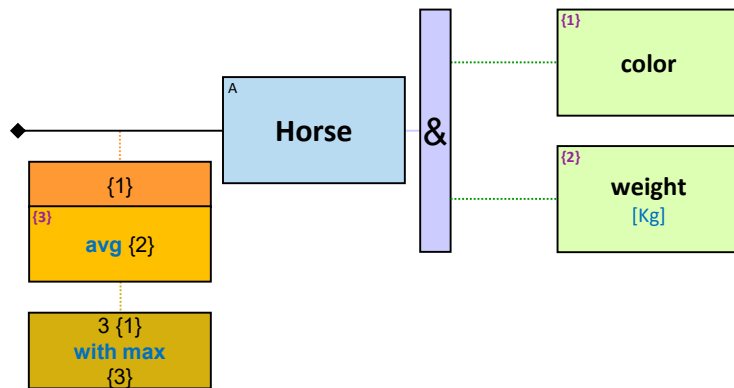 {1}
color
A
Horse
&
{2}
weight
[Kg]
{1}
{3}
avg {2}
3 {1}
with max
{3}